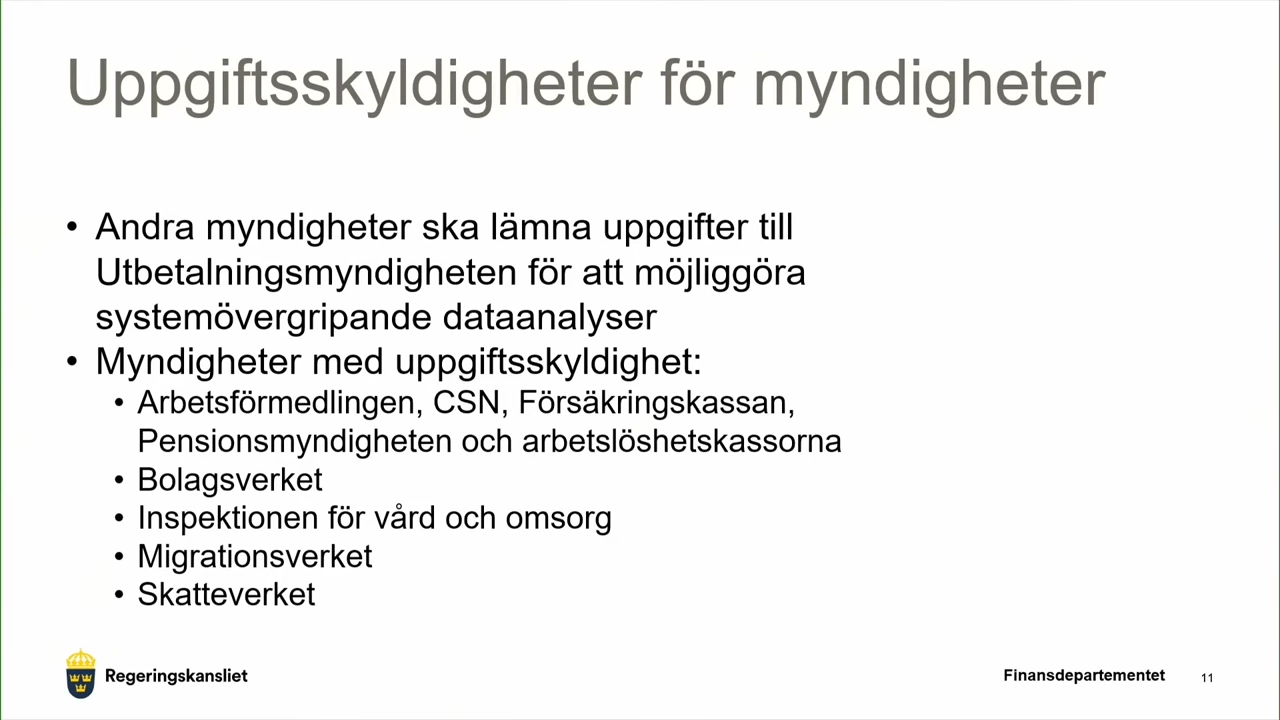 Uppgiftsskyldigheter för myndigheter
• Andra myndigheter ska lämna uppgifter till
Utbetalningsmyndigheten för att möjliggöra
systemövergripande dataanalyser
• Myndigheter med uppgiftsskyldighet:
• Arbetsförmedlingen, CSN, Försäkringskassan,
Pensionsmyndigheten och arbetslöshetskassorna
• Bolagsverket
• Inspektionen för vård och omsorg
• Migrationsverket
• Skatteverket
Regeringskansliet
Finansdepartementet 11